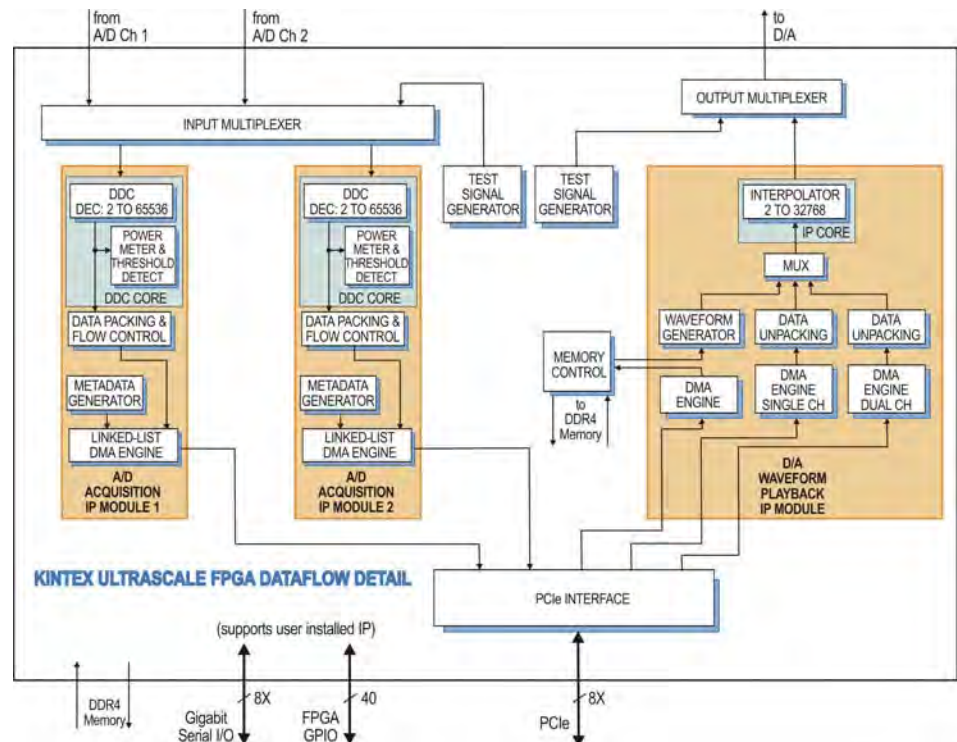 from
A/D Ch 1
from
A/D Ch 2
to
D/A
INPUT MULTIPLEXER
OUTPUT MULTIPLEXER
TEST
SIGNAL
GENERATOR
TEST
SIGNAL
GENERATOR
DDC
DEC: 2 TO 65536
POWER
METER &
THRESHOLD
DETECT
DDC CORE
DATA PACKING &
FLOW CONTROL
METADATA
GENERATOR
LINKED-LIST
DMA ENGINE
A/D
ACQUISITION
IP MODULE 1
DDC
DEC: 2 TO 65536
POWER
METER &
THRESHOLD
DETECT
DDC CORE
DATA PACKING &
FLOW CONTROL
METADATA
GENERATOR
LINKED-LIST
DMA ENGINE
A/D
ACQUISITION
IP MODULE 2
INTERPOLATOR
2 TO 32768
IP CORE
MUX
WAVEFORM
GENERATOR
DATA
UNPACKING
DATA
UNPACKING
MEMORY
CONTROL
to
DDR4
Memory
DMA
ENGINE
DMA
ENGINE
SINGLE CH
DMA
ENGINE
DUAL CH
D/A
WAVEFORM
PLAYBACK
IP MODULE
KINTEX ULTRASCALE FPGA DATAFLOW DETAIL
PCIe INTERFACE
(supports user installed IP)
DDR4
Memory
8X
Gigabit
Serial I/O
40
FPGA
GPIO
8X
PCIe